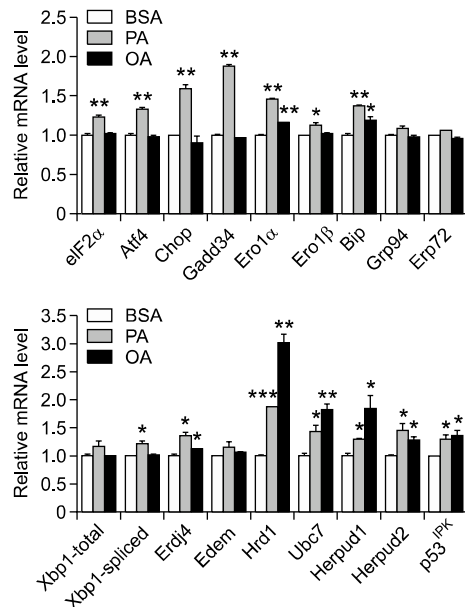 BSA
PA
OA
Relative mRNA level
2.5
2.0
1.5
1.0
0.5
0
** ** ** ** ** ** * ** *
eIF2α Atf4 Chop Gadd34 Ero1α Ero1β Bip Grp94 Erp72
BSA
PA
OA
Relative mRNA level
3.5
3.0
2.5
2.0
1.5
1.0
0.5
0
* * * *** ** * ** * * * * * *
Xbp1-total Xbp1-spliced Erdj4 Edem Hrd1 Ubc7 Herpud1 Herpud2 p53IPK